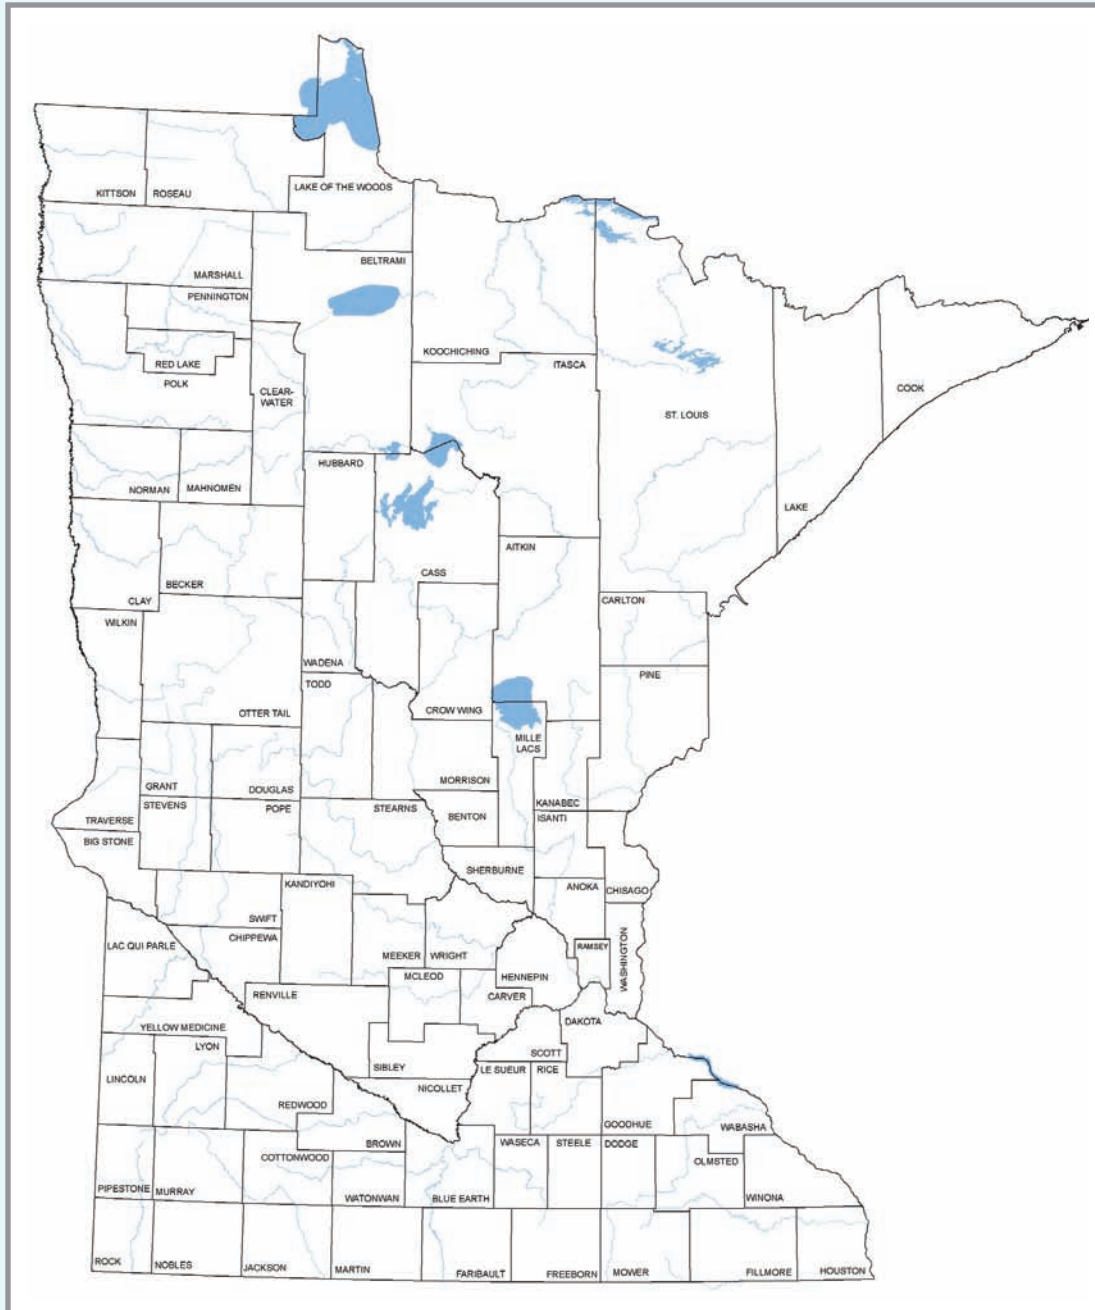 KITTSON
ROSEAU
LAKE OF THE WOODS
MARSHALL
BELTRAMI
PENNINGTON
RED LAKE
POLK
CLEAR-
WATER
KOOCHICHING
ITASCA
ST. LOUIS
COOK
LAKE
NORMAN
MAHNOMEN
HUBBARD
CASS
AITKIN
CLAY
BECKER
WILKIN
CARLTON
WADENA
TODD
PINE
OTTER TAIL
CROW WING
MILLE
LACS
GRANT
DOUGLAS
MORRISON
KANABEC
STEVENS
POPE
STEARNS
BENTON
ISANTI
TRAVERSE
BIG STONE
SHERBURNE
KANDIYOHI
ANOKA
CHISAGO
SWIFT
CHIPPEWA
LAC QUI PARLE
MEEKER
WRIGHT
RAMSEY
WASHINGTON
MCLEOD
HENNEPIN
RENVILLE
CARVER
YELLOW MEDICINE
DAKOTA
LYON
SCOTT
SIBLEY
LE SUEUR
RICE
LINCOLN
NICOLLET
REDWOOD
GOODHUE
WABASHA
BROWN
WASECA
STEELE
DODGE
COTTONWOOD
OLMSTED
PIPESTONE
MURRAY
WATONWAN
BLUE EARTH
WINONA
ROCK
NOBLES
JACKSON
MARTIN
FARIBAULT
FREEBORN
MOWER
FILLMORE
HOUSTON